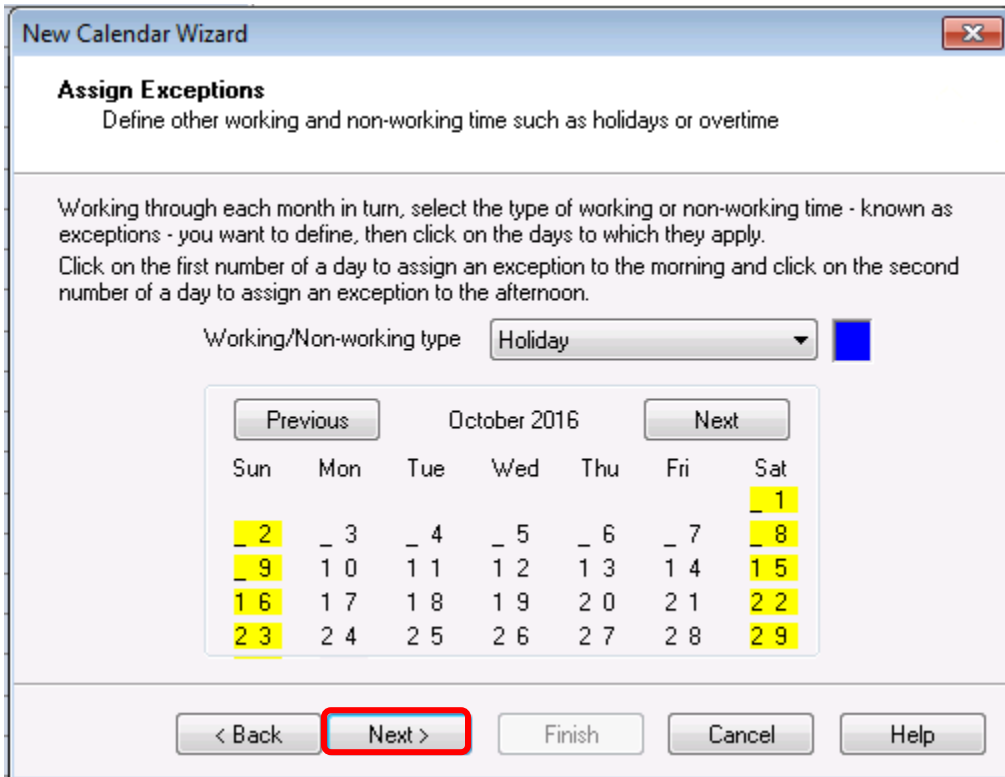 New Calendar Wizard
Assign Exceptions
Define other working and non-working time such as holidays or overtime
Working through each month in turn, select the type of working or non-working time - known as
exceptions - you want to define, then click on the days to which they apply.
Click on the first number of a day to assign an exception to the morning and click on the second
number of a day to assign an exception to the afternoon.
Working/Non-working type Holiday
Previous October 2016 Next
Sun Mon Tue Wed Thu Fri Sat
_ 1
_ 2 _ 3 _ 4 _ 5 _ 6 _ 7 _ 8
_ 9 1 0 1 1 1 2 1 3 1 4 1 5
1 6 1 7 1 8 1 9 2 0 2 1 2 2
2 3 2 4 2 5 2 6 2 7 2 8 2 9
< Back Next > Finish Cancel Help